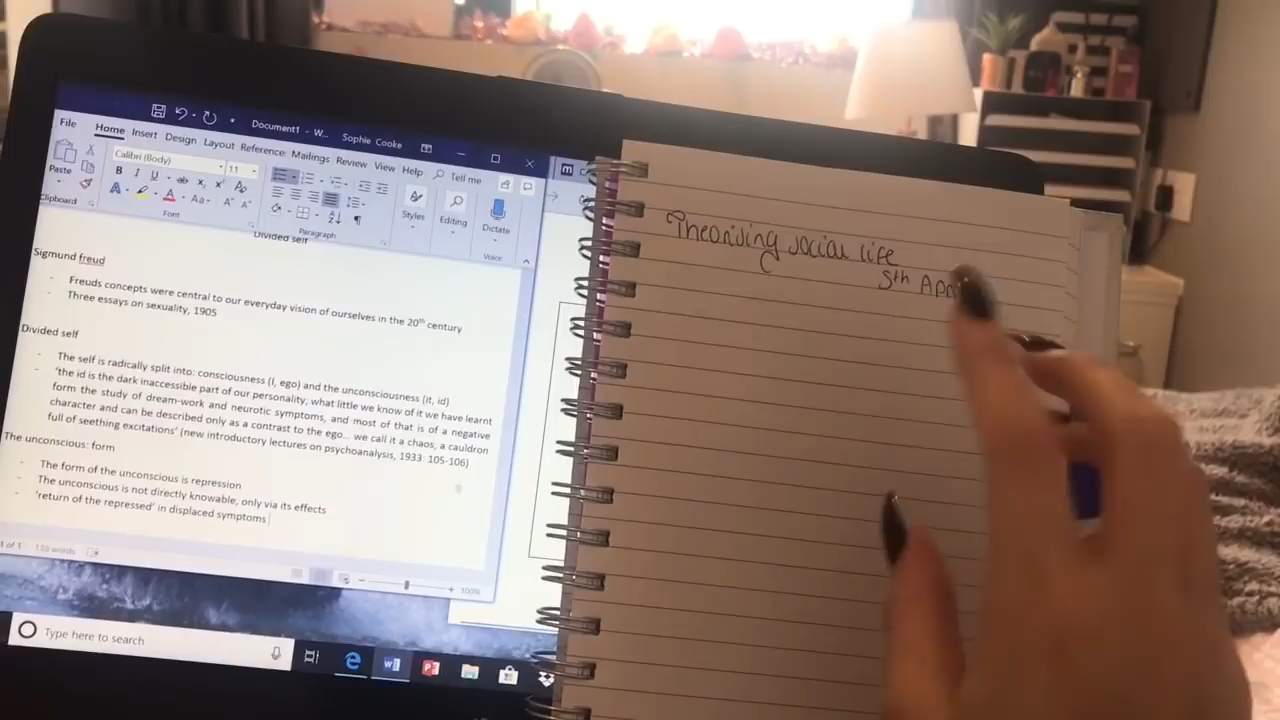 Document1 - W...
Sophie Cooke
File
Home
Insert
Design
Layout
Reference
Mailings
Review
View
Help
Tell me
Paste
Clipboard
Calibri (Body)
11
Font
Paragraph
Styles
Editing
Dictate
Voice
Divided self
Sigmund freud
- Freuds concepts were central to our everyday vision of ourselves in the 20th century
- Three essays on sexuality, 1905
Divided self
- The self is radically split into: consciousness (I, ego) and the unconsciousness (it, id)
- 'the id is the dark inaccessible part of our personality, what little we know of it we have learnt
form the study of dream-work and neurotic symptoms, and most of that is of a negative
character and can be described only as a contrast to the ego... we call it a chaos, a cauldron
full of seething excitations' (new introductory lectures on psychoanalysis, 1933: 105-106)
The unconscious: form
- The form of the unconscious is repression
- The unconscious is not directly knowable, only via its effects
- 'return of the repressed' in displaced symptoms
1 of 1
139 words
100%
Type here to search
Theorising social life
5th Apr